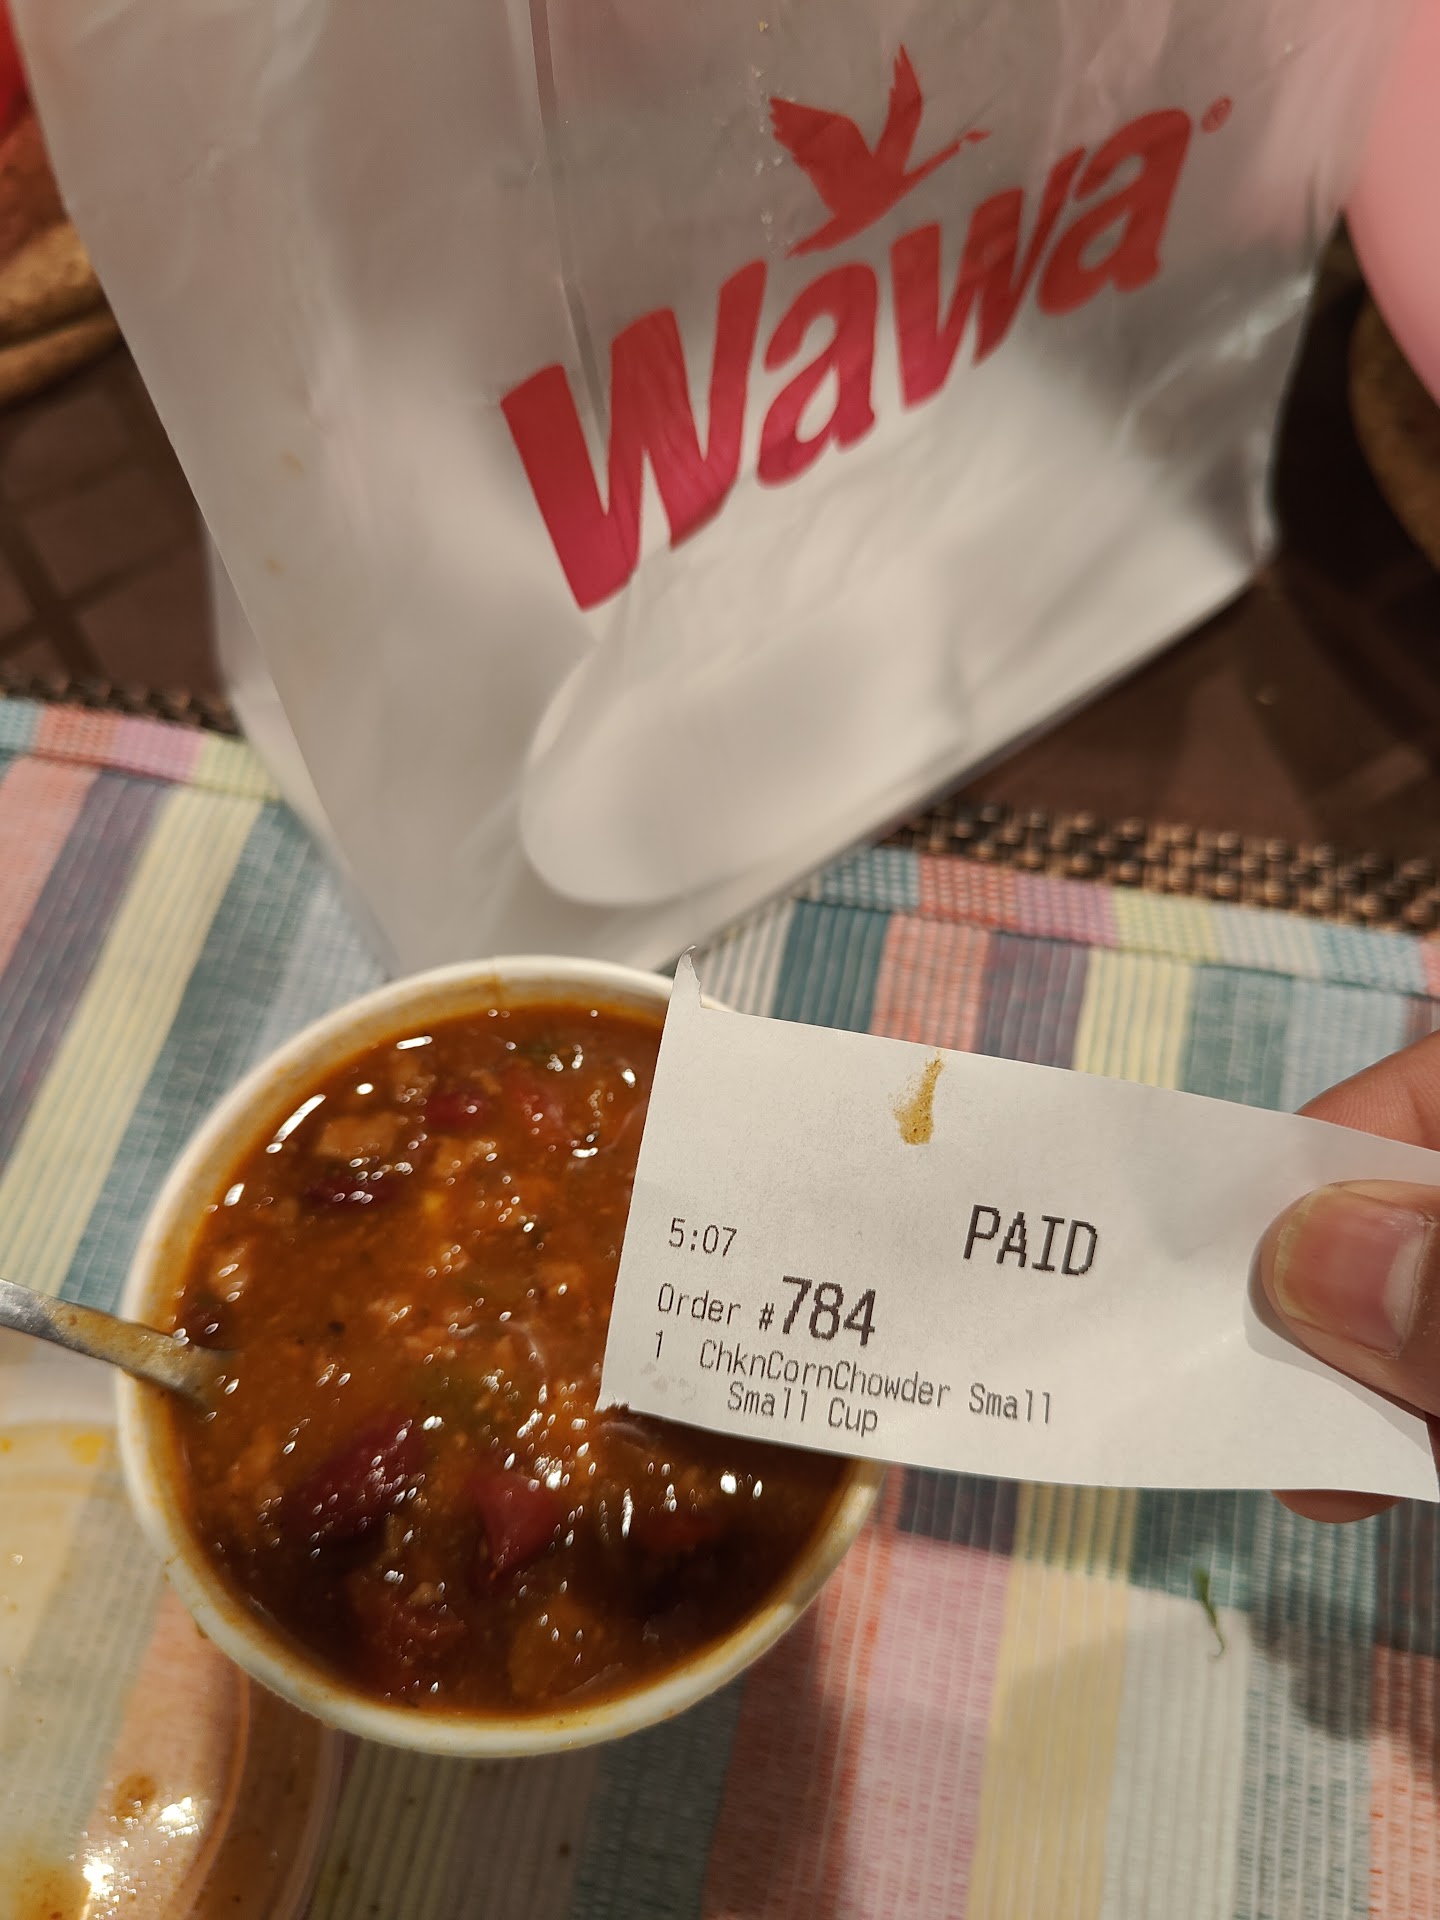 Wawa®
PAID
5:07
Order #784
1 ChknCornChowder Small
Small Cup